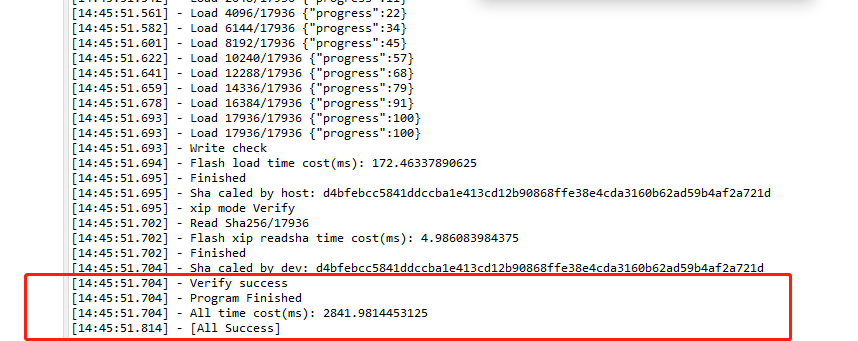 [14:45:51.561] - Load 4096/17936 {"progress":22}
[14:45:51.582] - Load 6144/17936 {"progress":34}
[14:45:51.601] - Load 8192/17936 {"progress":45}
[14:45:51.622] - Load 10240/17936 {"progress":57}
[14:45:51.641] - Load 12288/17936 {"progress":68}
[14:45:51.659] - Load 14336/17936 {"progress":79}
[14:45:51.678] - Load 16384/17936 {"progress":91}
[14:45:51.693] - Load 17936/17936 {"progress":100}
[14:45:51.693] - Load 17936/17936 {"progress":100}
[14:45:51.693] - Write check
[14:45:51.694] - Flash load time cost(ms): 172.46337890625
[14:45:51.695] - Finished
[14:45:51.695] - Sha caled by host: d4bfebcc5841ddccba1e413cd12b90868ffe38e4cda3160b62ad59b4af2a721d
[14:45:51.695] - xip mode Verify
[14:45:51.702] - Read Sha256/17936
[14:45:51.702] - Flash xip readsha time cost(ms): 4.986083984375
[14:45:51.702] - Finished
[14:45:51.704] - Sha caled by dev: d4bfebcc5841ddccba1e413cd12b90868ffe38e4cda3160b62ad59b4af2a721d
[14:45:51.704] - Verify success
[14:45:51.704] - Program Finished
[14:45:51.704] - All time cost(ms): 2841.9814453125
[14:45:51.814] - [All Success]